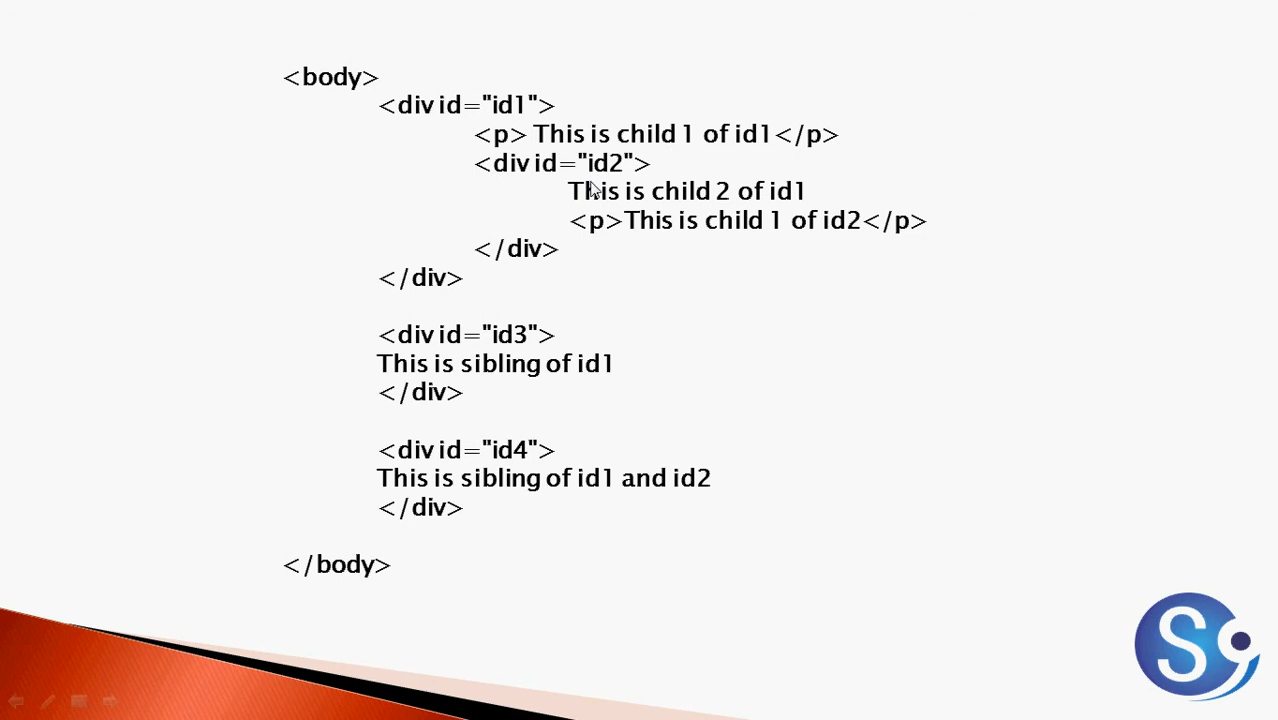 <body>
<div id="id1">
<p> This is child 1 of id1</p>
<div id="id2">
This is child 2 of id1
<p>This is child 1 of id2</p>
</div>
</div>
<div id="id3">
This is sibling of id1
</div>
<div id="id4">
This is sibling of id1 and id2
</div>
</body>
S9